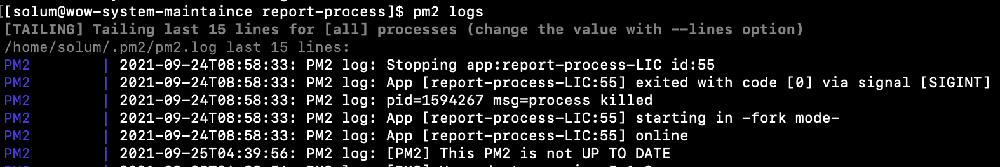 [[solum@wow-system-maintaince report-process]$ pm2 logs
[TAILING] Tailing last 15 lines for [all] processes (change the value with --lines option)
/home/solum/.pm2/pm2.log last 15 lines:
PM2 | 2021-09-24T08:58:33: PM2 log: Stopping app:report-process-LIC id:55
PM2 | 2021-09-24T08:58:33: PM2 log: App [report-process-LIC:55] exited with code [0] via signal [SIGINT]
PM2 | 2021-09-24T08:58:33: PM2 log: pid=1594267 msg=process killed
PM2 | 2021-09-24T08:58:33: PM2 log: App [report-process-LIC:55] starting in -fork mode-
PM2 | 2021-09-24T08:58:33: PM2 log: App [report-process-LIC:55] online
PM2 | 2021-09-25T04:39:56: PM2 log: [PM2] This PM2 is not UP TO DATE